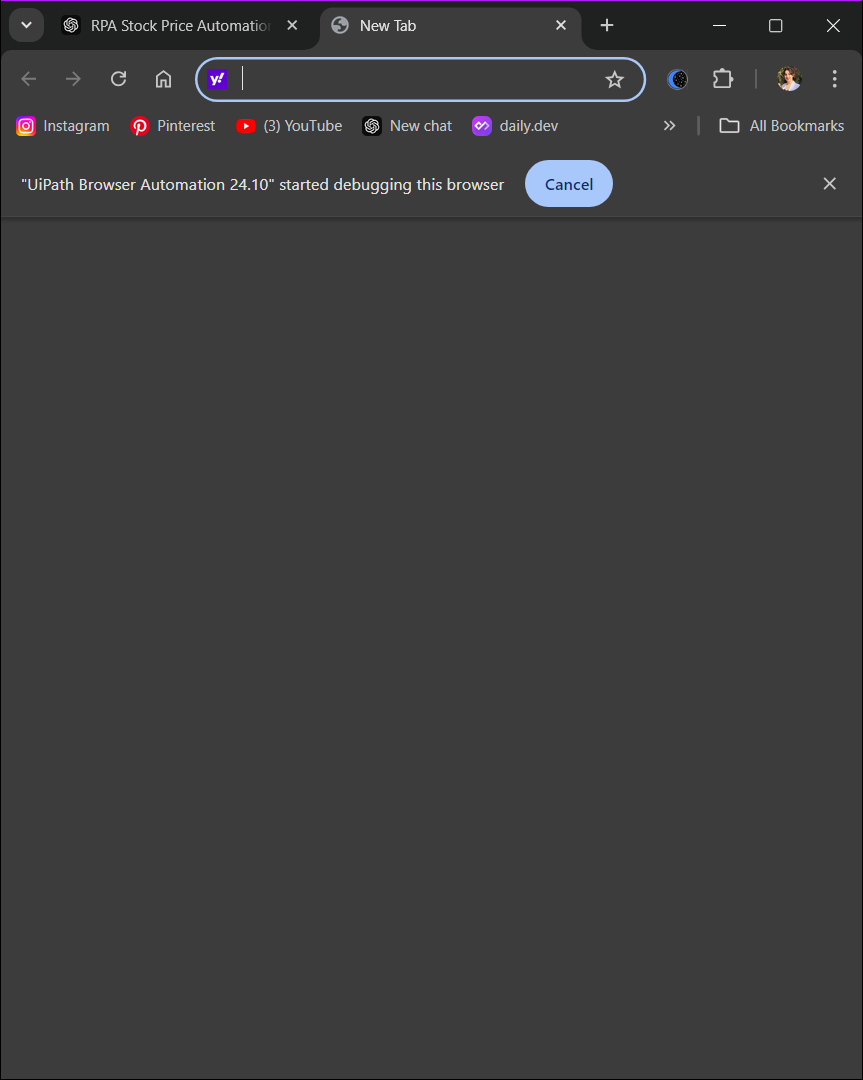 RPA Stock Price Automation
New Tab
y!
Instagram
Pinterest
(3) YouTube
New chat
daily.dev
All Bookmarks
"UiPath Browser Automation 24.10" started debugging this browser
Cancel